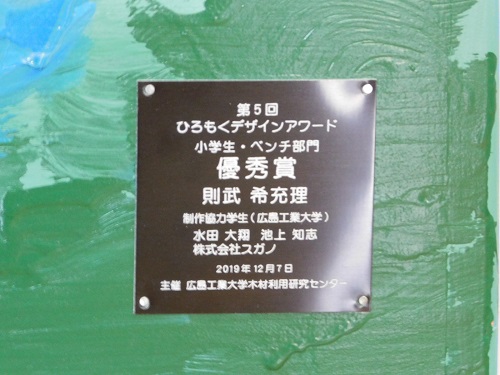 第5回
ひろもくデザインアワード
小学生・ベンチ部門
優秀賞
則武 希充理
制作協力学生(広島工業大学)
水田 大翔 池上 知志
株式会社スガノ
2019年12月7日
主催 広島工業大学木材利用研究センター